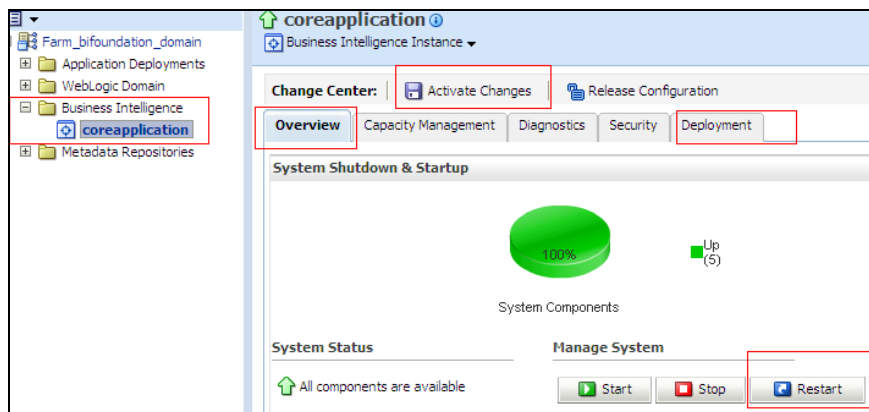 Farm_bifoundation_domain
Application Deployments
WebLogic Domain
Business Intelligence
coreapplication
Metadata Repositories
coreapplication
Business Intelligence Instance
Change Center: Activate Changes Release Configuration
Overview Capacity Management Diagnostics Security Deployment
System Shutdown & Startup
100%
Up
(5)
System Components
System Status Manage System
All components are available Start Stop Restart